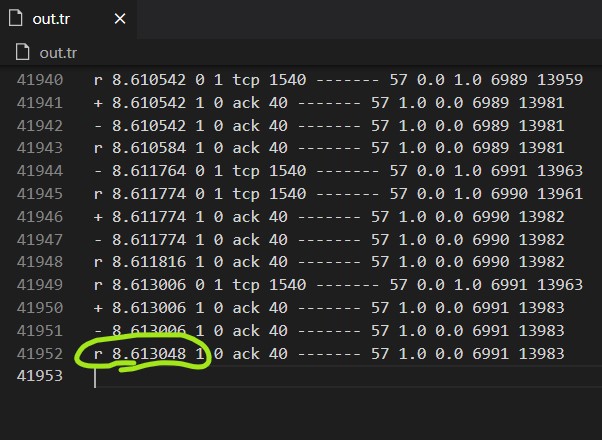 out.tr ×
out.tr
41940 r 8.610542 0 1 tcp 1540 ------- 57 0.0 1.0 6989 13959
41941 + 8.610542 1 0 ack 40 ------- 57 1.0 0.0 6989 13981
41942 - 8.610542 1 0 ack 40 ------- 57 1.0 0.0 6989 13981
41943 r 8.610584 0 1 ack 40 ------- 57 1.0 0.0 6989 13981
41944 - 8.611764 0 1 tcp 1540 ------- 57 0.0 1.0 6991 13963
41945 r 8.611774 0 1 tcp 1540 ------- 57 0.0 1.0 6990 13961
41946 + 8.611774 1 0 ack 40 ------- 57 1.0 0.0 6990 13982
41947 - 8.611774 1 0 ack 40 ------- 57 1.0 0.0 6990 13982
41948 r 8.611816 1 0 ack 40 ------- 57 1.0 0.0 6990 13982
41949 r 8.613006 0 1 tcp 1540 ------- 57 0.0 1.0 6991 13963
41950 + 8.613006 1 0 ack 40 ------- 57 1.0 0.0 6991 13983
41951 - 8.613006 1 0 ack 40 ------- 57 1.0 0.0 6991 13983
41952 r 8.613048 1 0 ack 40 ------- 57 1.0 0.0 6991 13983
41953